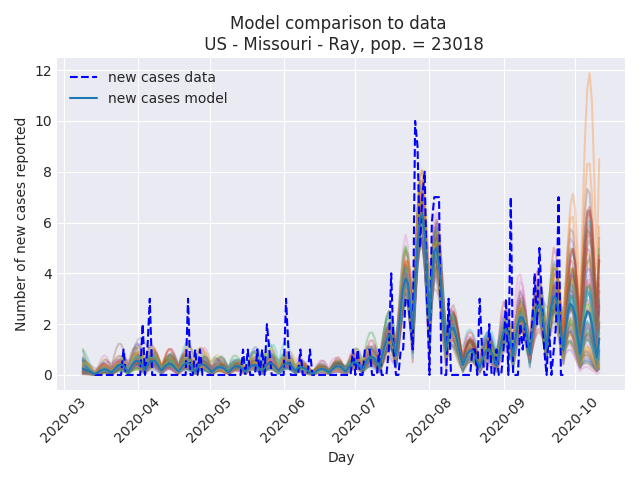 Model comparison to data
US - Missouri - Ray, pop. = 23018
new cases data
new cases model
Number of new cases reported
12
10
8
6
4
2
0
2020-03
2020-04
2020-05
2020-06
2020-07
2020-08
2020-09
2020-10
Day